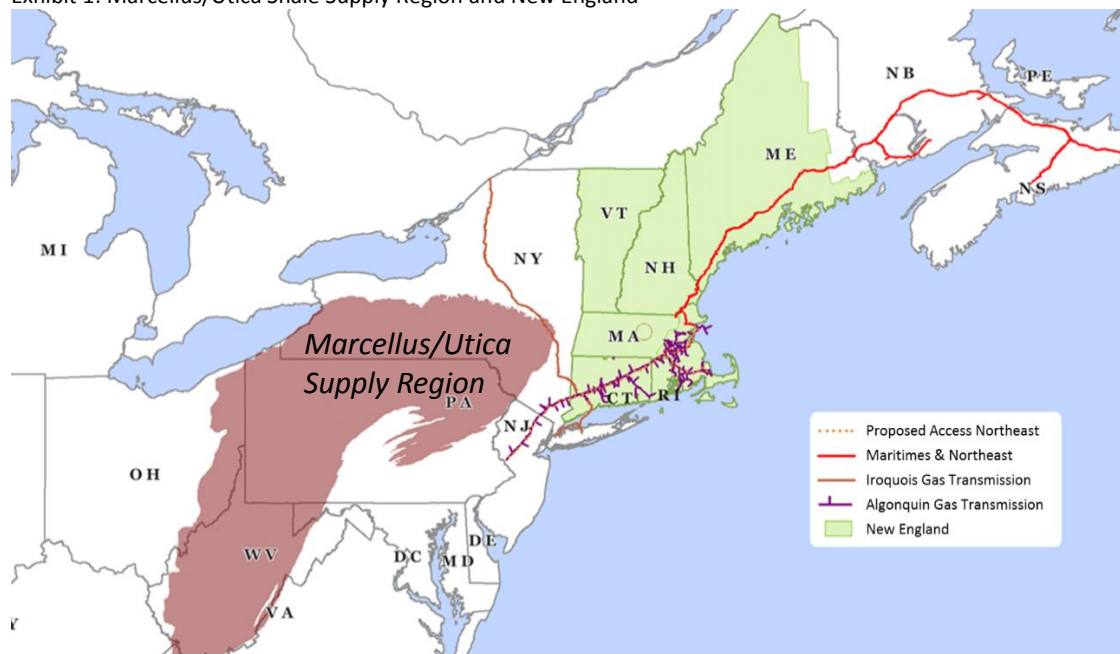 Exhibit 1: Marcellus/Utica Shale Supply Region and New England
NB
PE
ME
NS
MI
VT
NY
NH
MA
Marcellus/Utica
Supply Region
PA
CT
RI
NJ
OH
WV
DC
MD
DE
VA
Y
Proposed Access Northeast
Maritimes & Northeast
Iroquois Gas Transmission
Algonquin Gas Transmission
New England